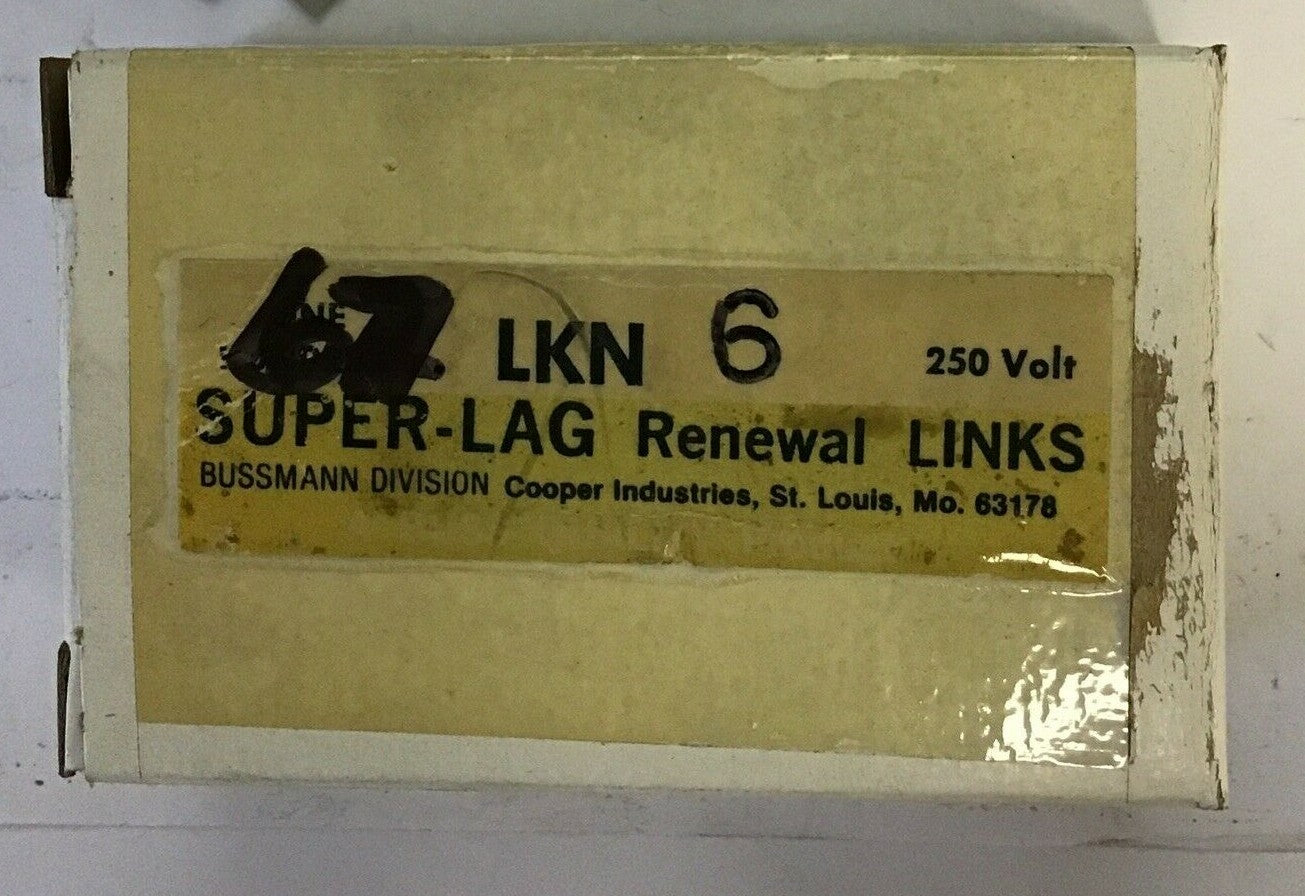 67 LKN 6 250 Volt
SUPER-LAG Renewal LINKS
BUSSMANN DIVISION Cooper Industries, St. Louis, Mo. 63178